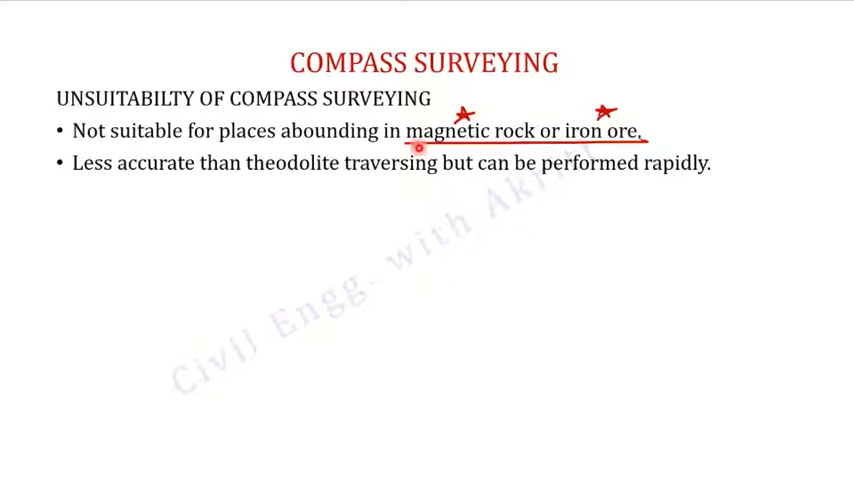 COMPASS SURVEYING
UNSUITABILTY OF COMPASS SURVEYING
• Not suitable for places abounding in magnetic rock or iron ore.
• Less accurate than theodolite traversing but can be performed rapidly.
Civil Engg. with Akriti